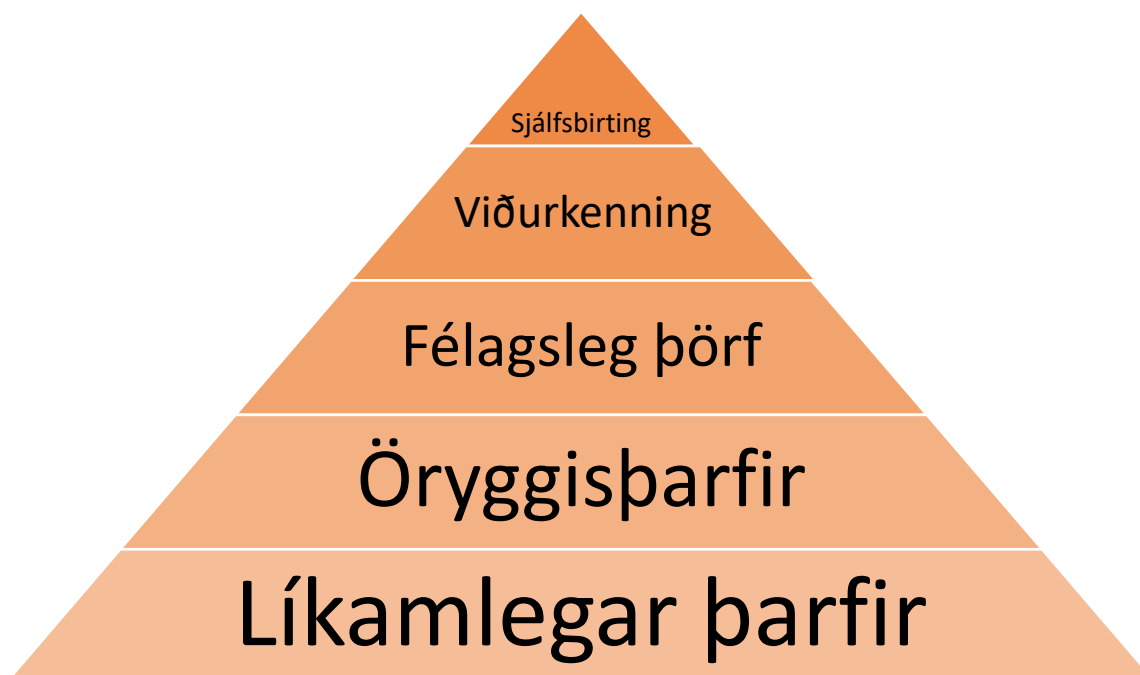 Sjálfsbirting
Viðurkenning
Félagsleg þörf
Öryggisþarfir
Líkamlegar þarfir